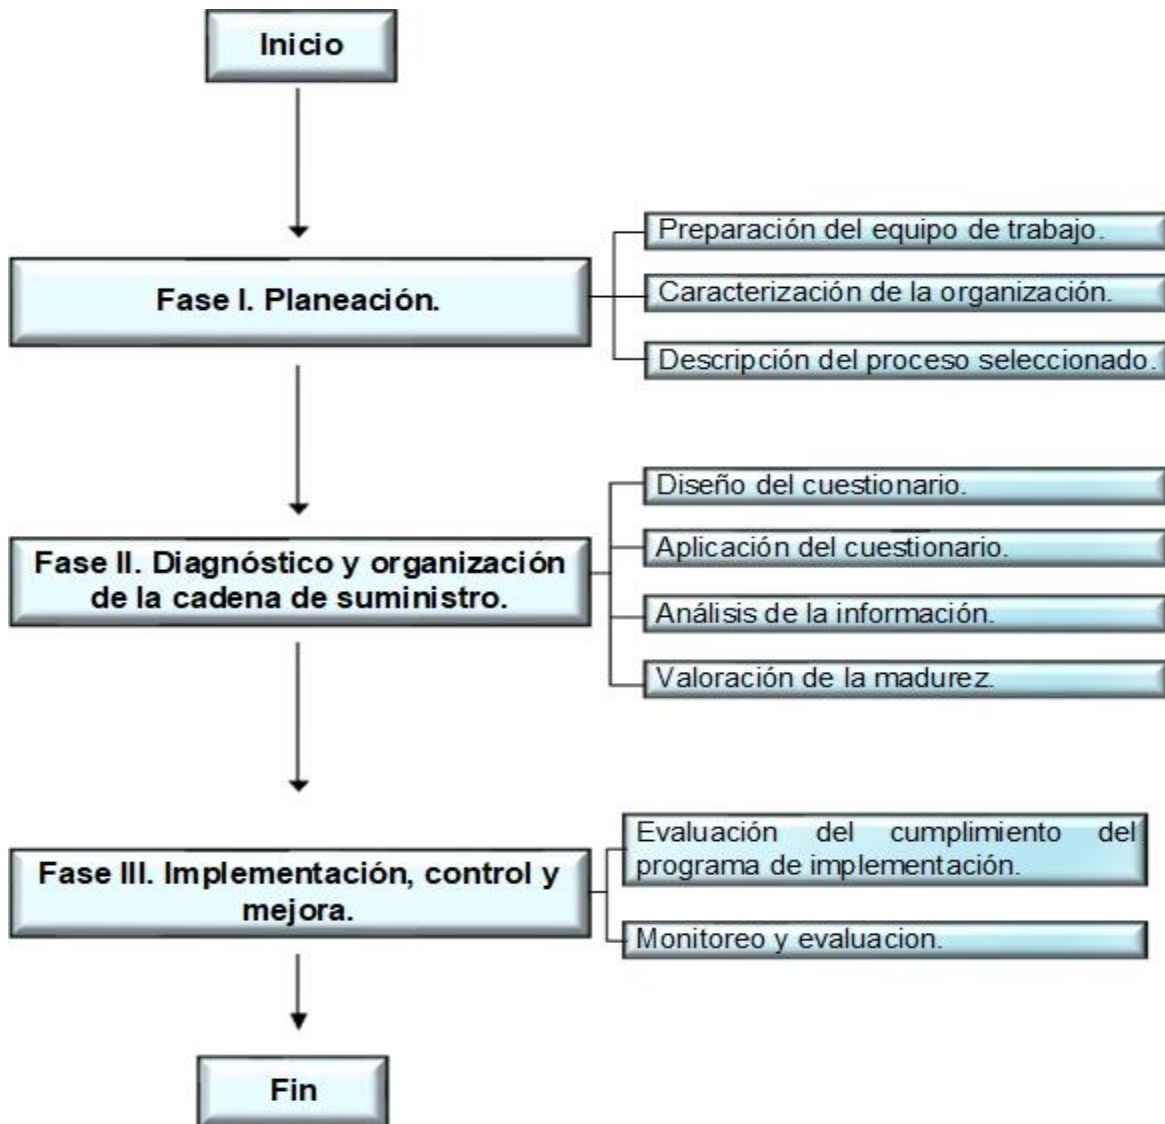 Inicio
Fase I. Planeación.
Preparación del equipo de trabajo.
Caracterización de la organización.
Descripción del proceso seleccionado.
Fase II. Diagnóstico y organización
de la cadena de suministro.
Diseño del cuestionario.
Aplicación del cuestionario.
Análisis de la información.
Valoración de la madurez.
Fase III. Implementación, control y
mejora.
Evaluación del cumplimiento del
programa de implementación.
Monitoreo y evaluacion.
Fin